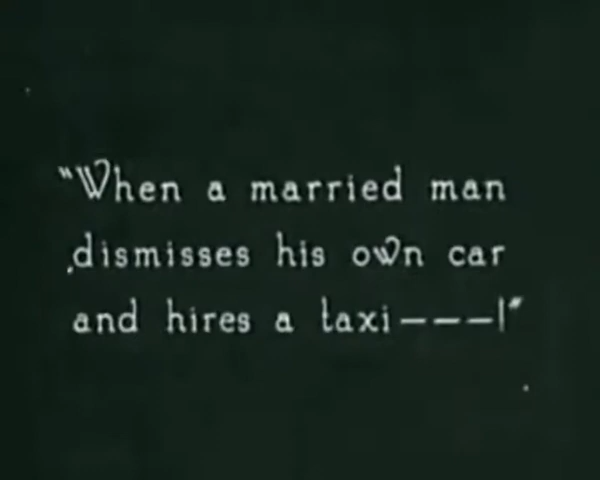 "When a married man
dismisses his own car
and hires a taxi---!"